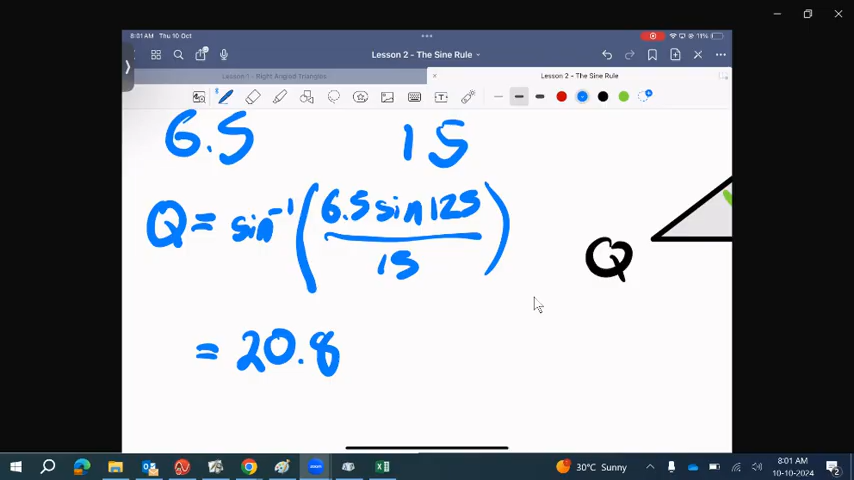 8:01 AM Thu 10 Oct
11%
Lesson 2 - The Sine Rule
Lesson 1 - Right Angled Triangles
Lesson 2 - The Sine Rule
6.5 15
Q = sin⁻¹ (6.5 sin 125
15)
Q
= 20.8
30°C Sunny
8:01 AM
10-10-2024
2